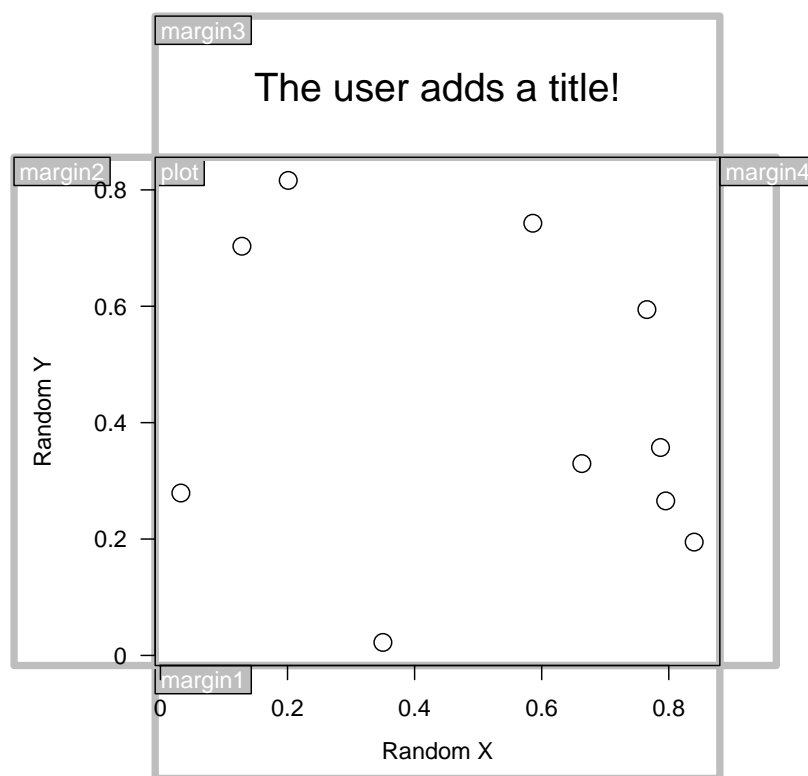 margin3
The user adds a title!
margin2
plot
margin4
0.8
0.6
0.4
0.2
0
Random Y
margin1
0
0.2
0.4
0.6
0.8
Random X